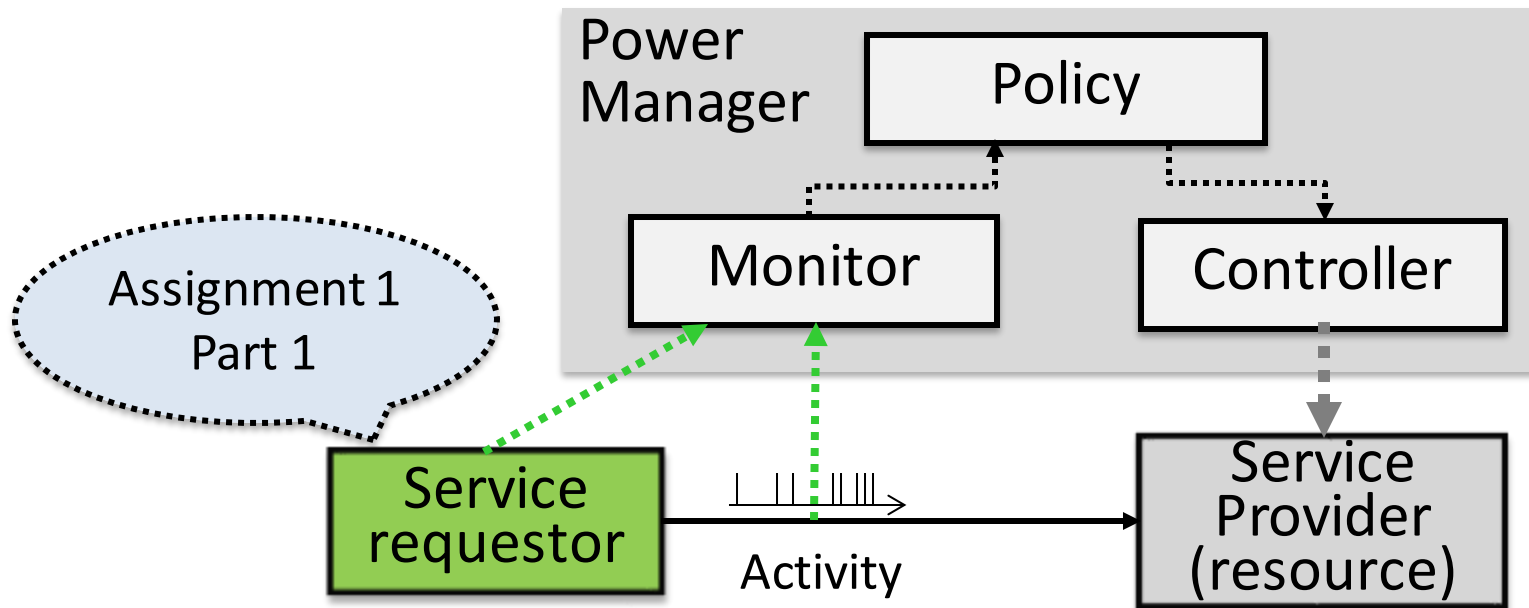 Power
Manager
Policy
Monitor
Controller
Assignment 1
Part 1
Service
requestor
Activity
Service
Provider
(resource)